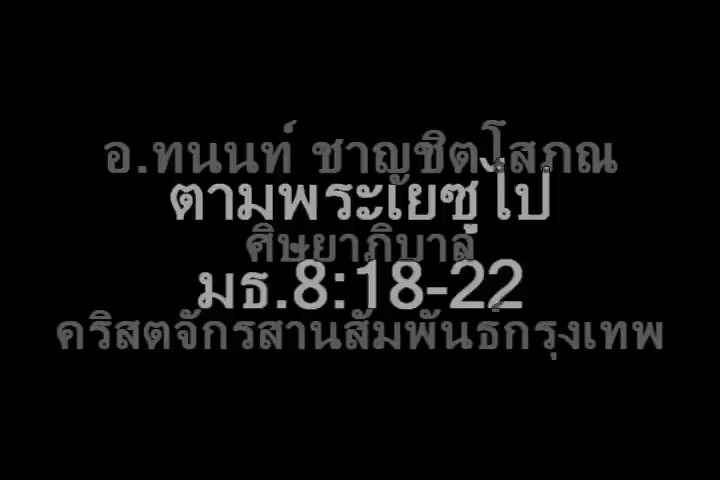 อ.ทนนท์ ชาญชิตโสภณ
ตามพระเยซูไป
ศิษยาภิบาล
มธ.8:18-22
คริสตจักรสานสัมพันธ์กรุงเทพ